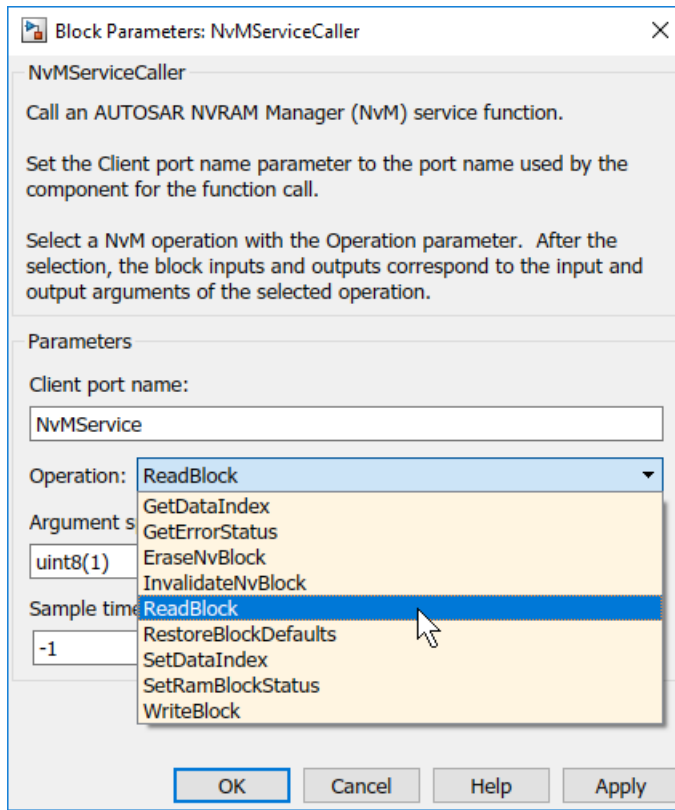 Block Parameters: NvMServiceCaller
NvMServiceCaller
Call an AUTOSAR NVRAM Manager (NvM) service function.
Set the Client port name parameter to the port name used by the
component for the function call.
Select a NvM operation with the Operation parameter.  After the
selection, the block inputs and outputs correspond to the input and
output arguments of the selected operation.
Parameters
Client port name:
NvMService
Operation: ReadBlock
GetDataIndex
Argument s
GetErrorStatus
uint8(1)
EraseNvBlock
InvalidateNvBlock
Sample time
ReadBlock
RestoreBlockDefaults
-1
SetDataIndex
SetRamBlockStatus
WriteBlock
OK Cancel Help Apply